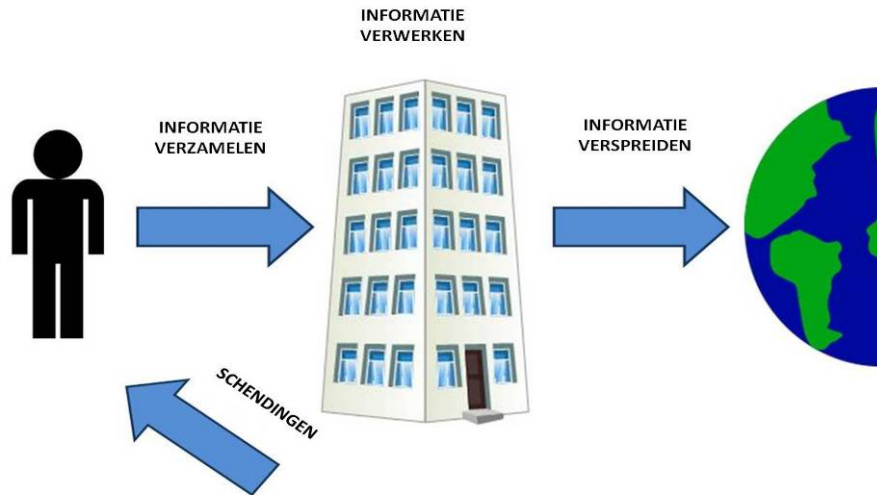 INFORMATIE
VERWERKEN
INFORMATIE
VERZAMELEN
INFORMATIE
VERSPREIDEN
SCHENDINGEN